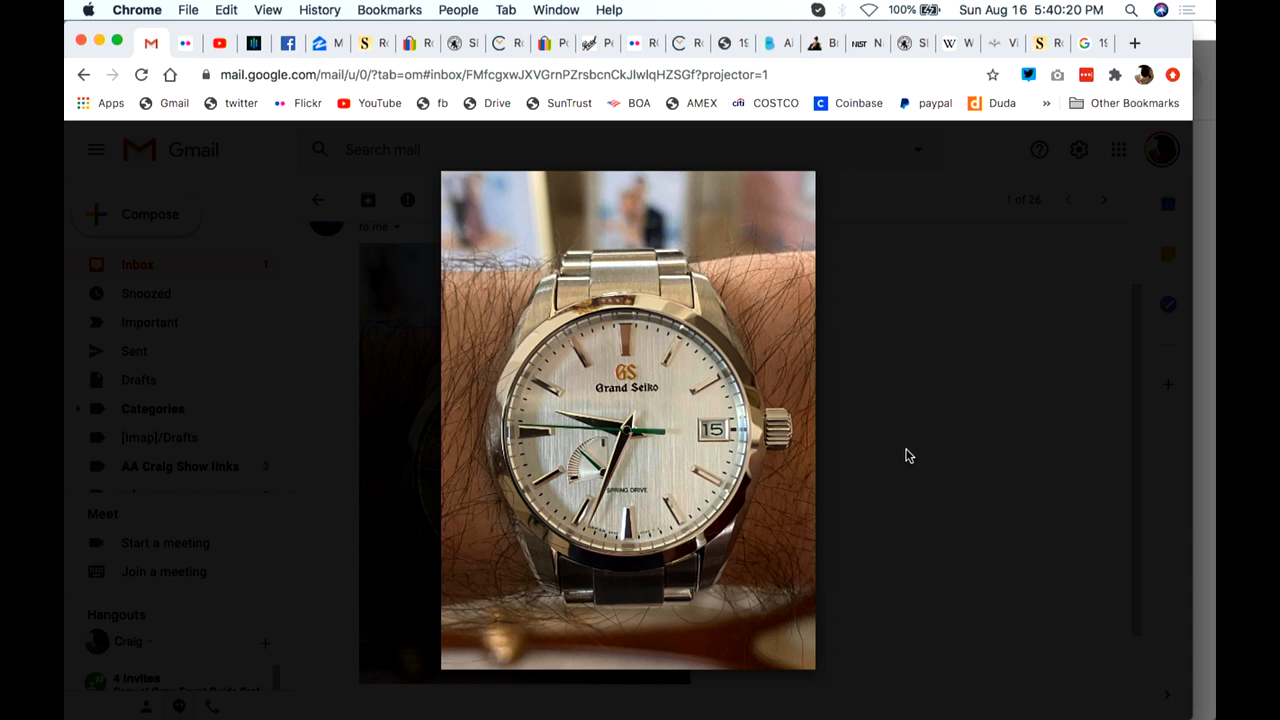 Chrome File Edit View History Bookmarks People Tab Window Help 100% Sun Aug 16 5:40:20 PM
mail.google.com/mail/u/0/?tab=om#inbox/FMfcgxwJXVGrnPZrsbcnCkJlwlqHZSGf?projector=1
Apps Gmail twitter Flickr YouTube fb Drive SunTrust BOA AMEX COSTCO Coinbase paypal Duda » Other Bookmarks
Gmail Search mail
Compose 1 of 26
to me
Inbox 1
Snoozed
Important
Sent
Drafts
Categories
[Imap]/Drafts
AA Craig Show links 3
Meet
Start a meeting
Join a meeting
Hangouts
Craig
4 Invites
GS
Grand Seiko
15
SPRING DRIVE